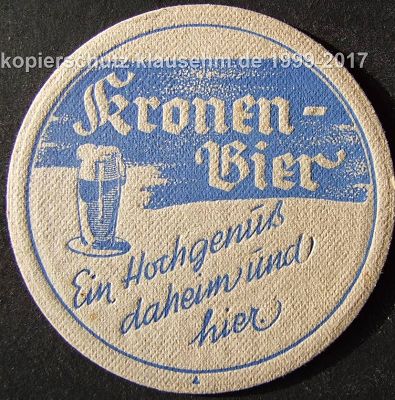 kopierschutz klausehm.de 1999-2017
Kronen-
Bier
Ein Hochgenuß
daheim und
hier